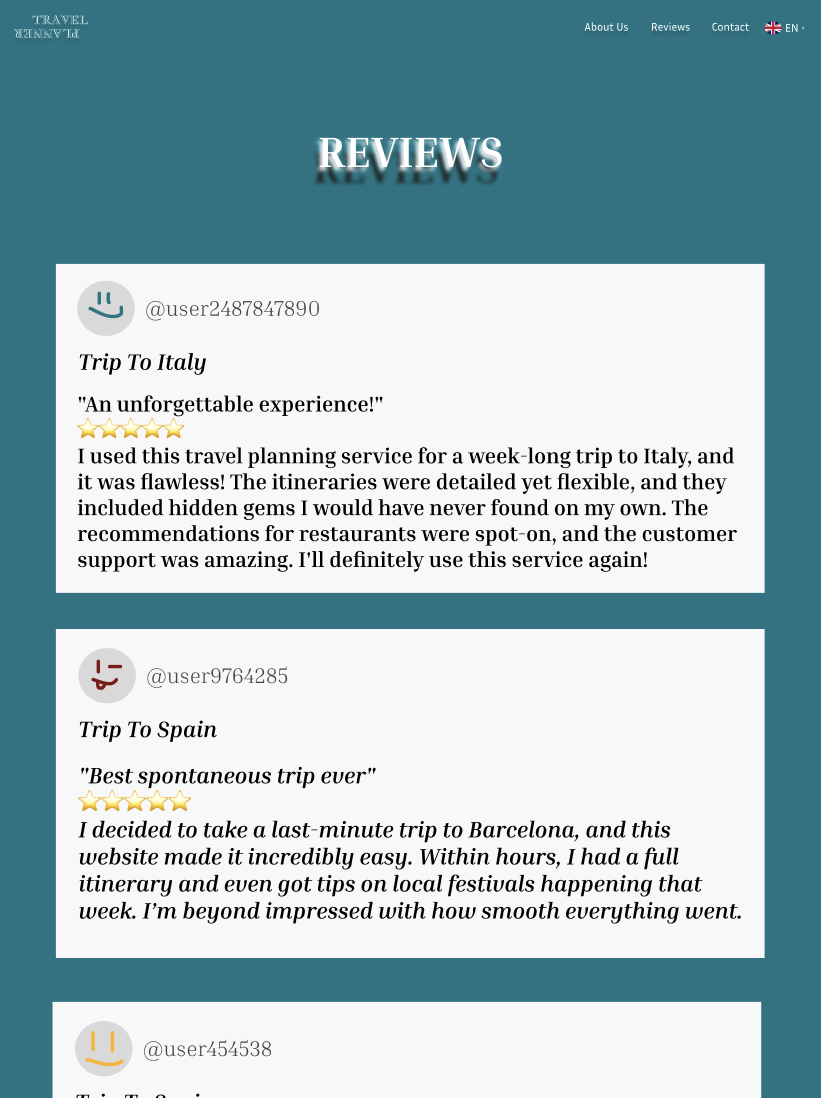 TRAVEL
PLANNER
About Us
Reviews
Contact
EN
REVIEWS
@user2487847890
Trip To Italy
"An unforgettable experience!"
I used this travel planning service for a week-long trip to Italy, and
it was flawless! The itineraries were detailed yet flexible, and they
included hidden gems I would have never found on my own. The
recommendations for restaurants were spot-on, and the customer
support was amazing. I'll definitely use this service again!
@user9764285
Trip To Spain
"Best spontaneous trip ever"
I decided to take a last-minute trip to Barcelona, and this
website made it incredibly easy. Within hours, I had a full
itinerary and even got tips on local festivals happening that
week. I’m beyond impressed with how smooth everything went.
@user454538
Trip To